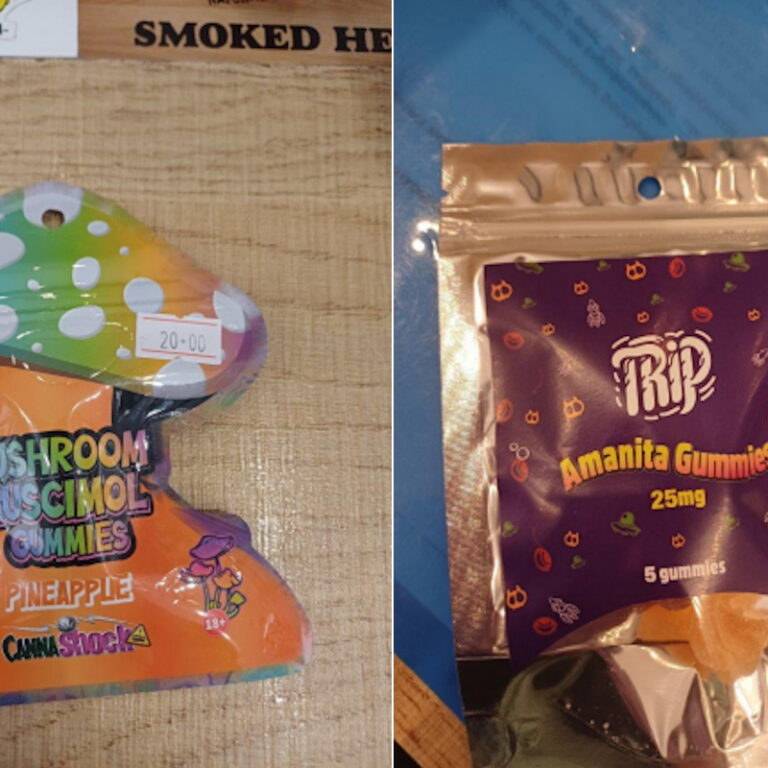 SMOKED HE
20.00
USHROOM
USCIMOL
GUMMIES
PINEAPPLE
CANNAShock
18+
TRIP
Amanita Gummies
25mg
5 gummies